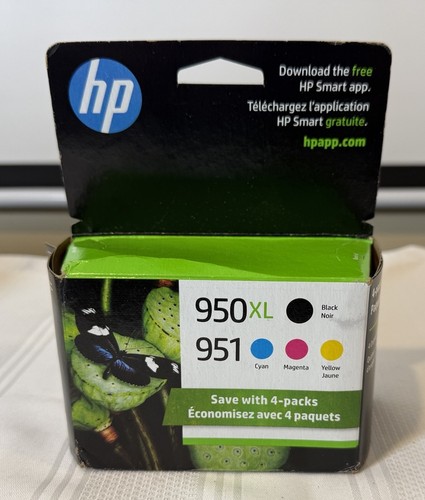 hp
Download the free
HP Smart app.
Téléchargez l'application
HP Smart gratuite.
hpapp.com
950XL
Black
Noir
951
Cyan
Magenta
Yellow
Jaune
Save with 4-packs
Économisez avec 4 paquets